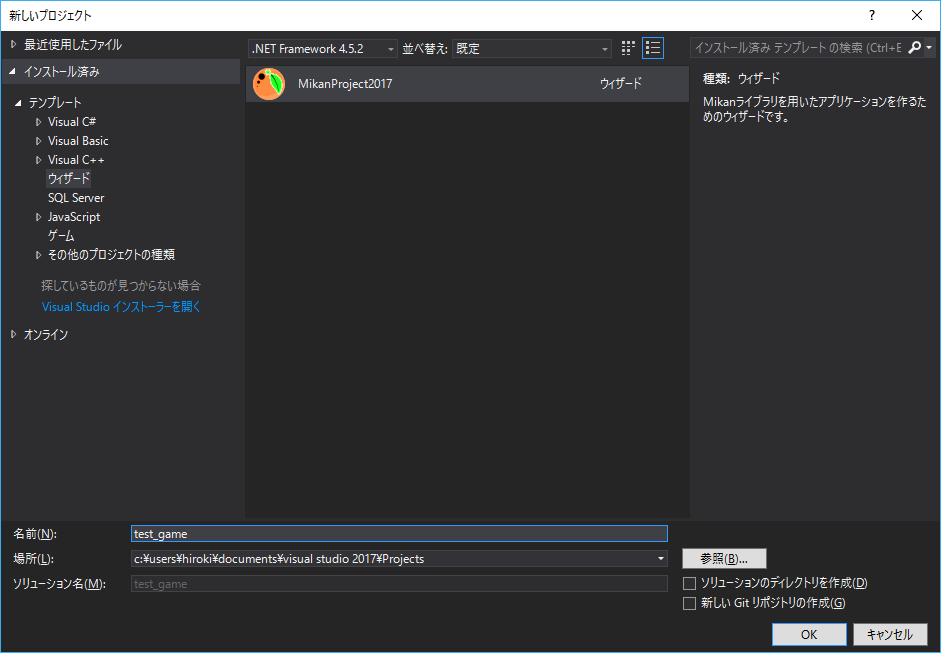 新しいプロジェクト
?
最近使用したファイル
インストール済み
テンプレート
Visual C#
Visual Basic
Visual C++
ウィザード
SQL Server
JavaScript
ゲーム
その他のプロジェクトの種類
探しているものが見つからない場合
Visual Studio インストーラーを開く
オンライン
.NET Framework 4.5.2
並べ替え: 既定
MikanProject2017 ウィザード
インストール済み テンプレート の検索 (Ctrl+E
種類: ウィザード
Mikanライブラリを用いたアプリケーションを作るた
めのウィザードです。
名前(N): test_game
場所(L): c:¥users¥hiroki¥documents¥visual studio 2017¥Projects
参照(B)...
ソリューション名(M): test_game
ソリューションのディレクトリを作成(D)
新しい Git リポジトリの作成(G)
OK キャンセル